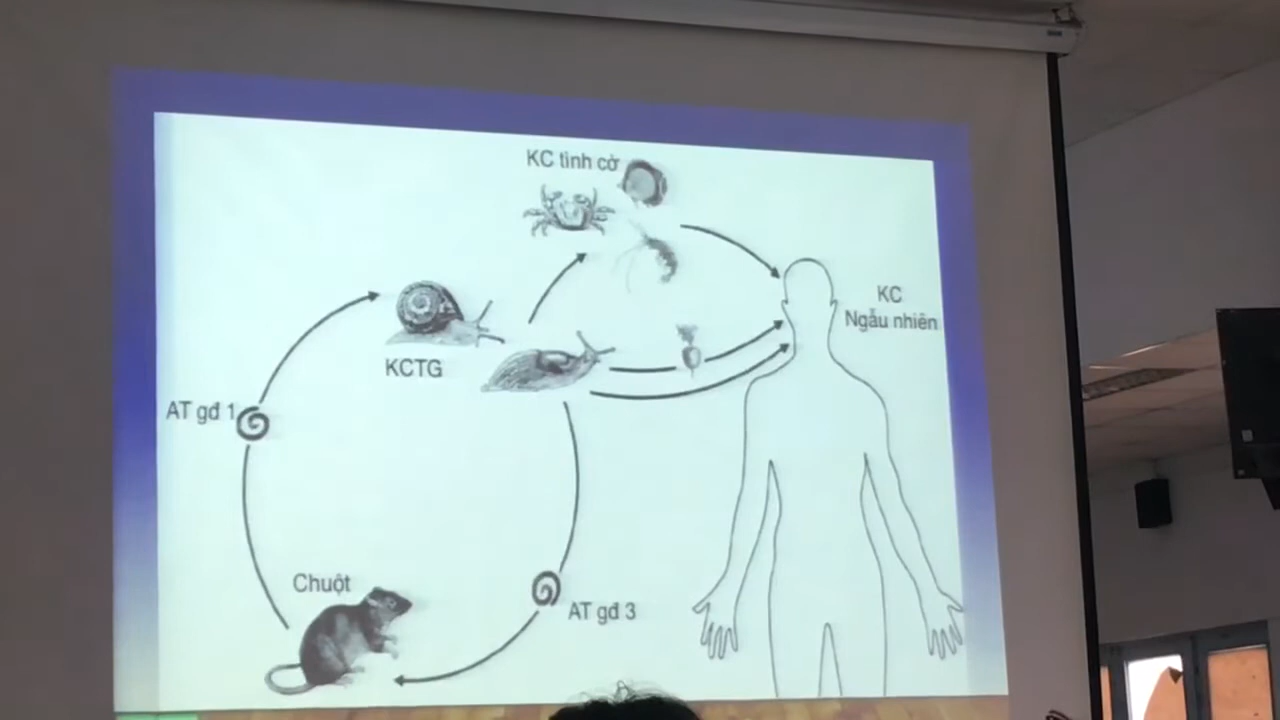 KC tình cờ
KC
Ngẫu nhiên
KCTG
AT gđ 1
Chuột
AT gđ 3